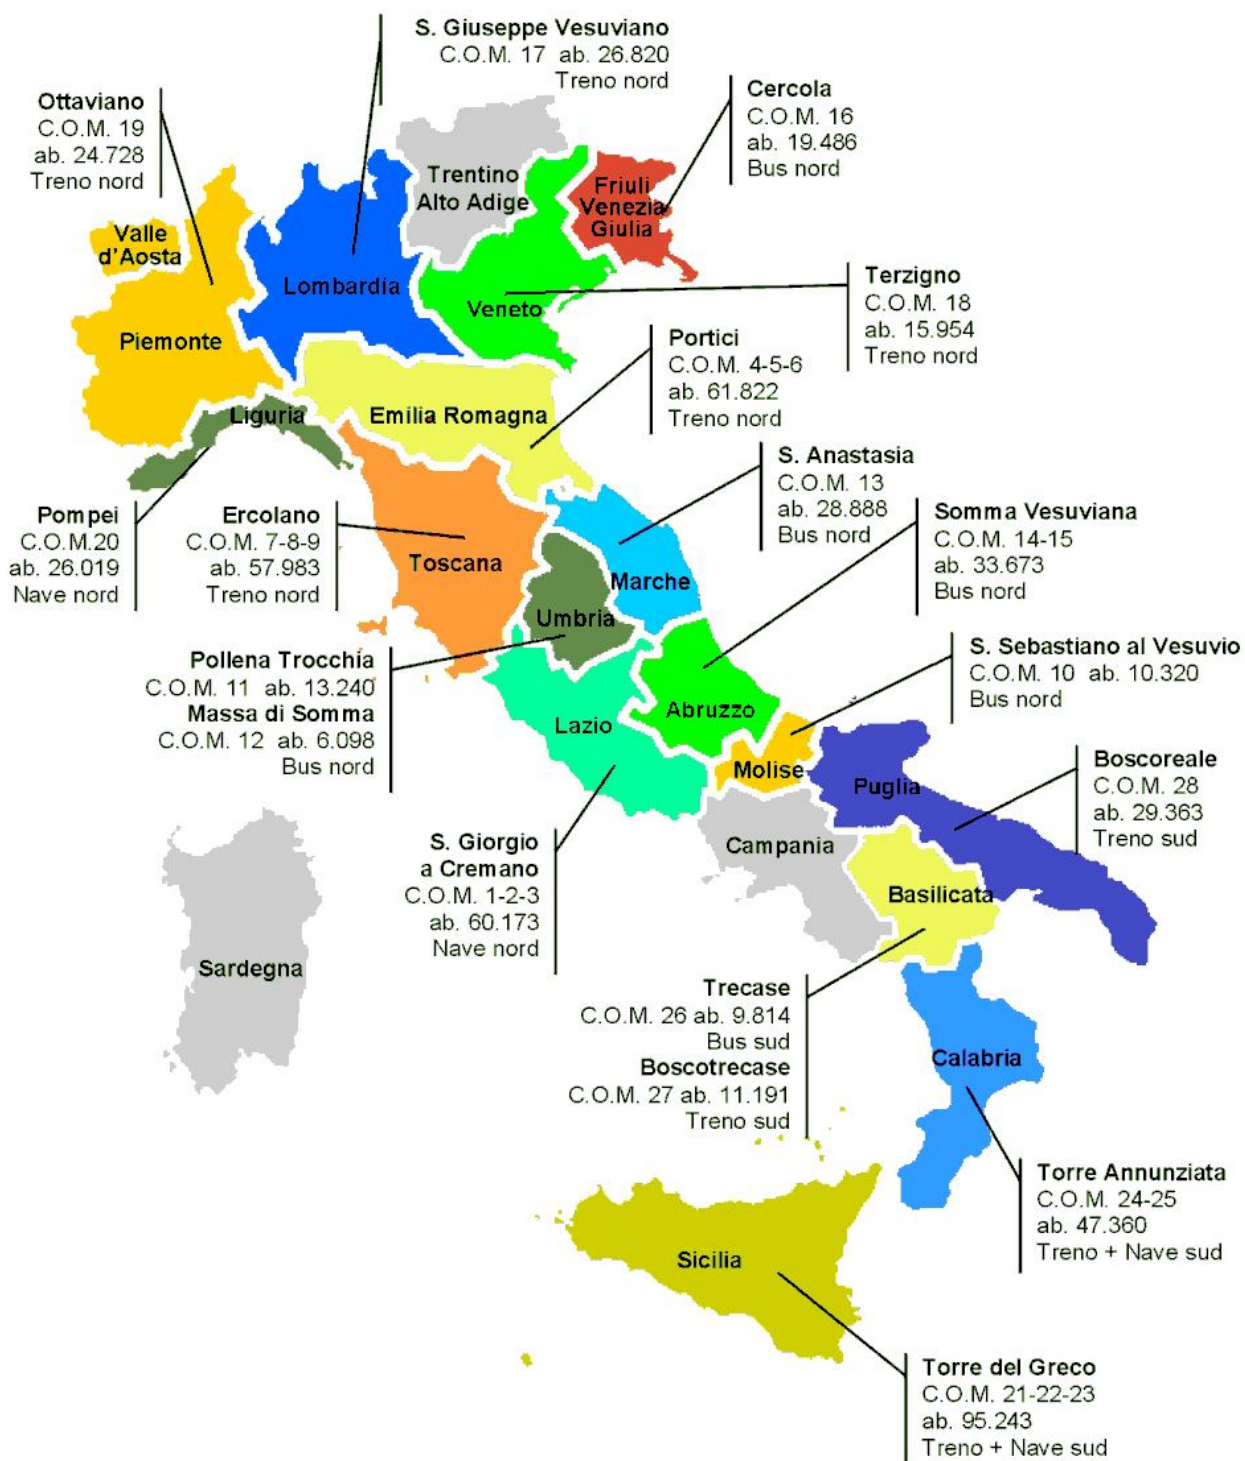 S. Giuseppe Vesuviano
C.O.M. 17 ab. 26.820
Treno nord
Ottaviano
C.O.M. 19
ab. 24.728
Treno nord
Cercola
C.O.M. 16
ab. 19.486
Bus nord
Trentino
Alto Adige
Friuli
Venezia
Giulia
Valle
d'Aosta
Lombardia
Veneto
Piemonte
Terzigno
C.O.M. 18
ab. 15.954
Treno nord
Portici
C.O.M. 4-5-6
ab. 61.822
Treno nord
Liguria
Emilia Romagna
S. Anastasia
C.O.M. 13
ab. 28.888
Bus nord
Pompei
C.O.M.20
ab. 26.019
Nave nord
Ercolano
C.O.M. 7-8-9
ab. 57.983
Treno nord
Toscana
Marche
Umbria
Somma Vesuviana
C.O.M. 14-15
ab. 33.673
Bus nord
Pollena Trocchia
C.O.M. 11 ab. 13.240
Massa di Somma
C.O.M. 12 ab. 6.098
Bus nord
S. Sebastiano al Vesuvio
C.O.M. 10 ab. 10.320
Bus nord
Lazio
Abruzzo
Molise
Puglia
Boscoreale
C.O.M. 28
ab. 29.363
Treno sud
S. Giorgio
a Cremano
C.O.M. 1-2-3
ab. 60.173
Nave nord
Campania
Basilicata
Sardegna
Trecase
C.O.M. 26 ab. 9.814
Bus sud
Boscotrecase
C.O.M. 27 ab. 11.191
Treno sud
Calabria
Torre Annunziata
C.O.M. 24-25
ab. 47.360
Treno + Nave sud
Sicilia
Torre del Greco
C.O.M. 21-22-23
ab. 95.243
Treno + Nave sud